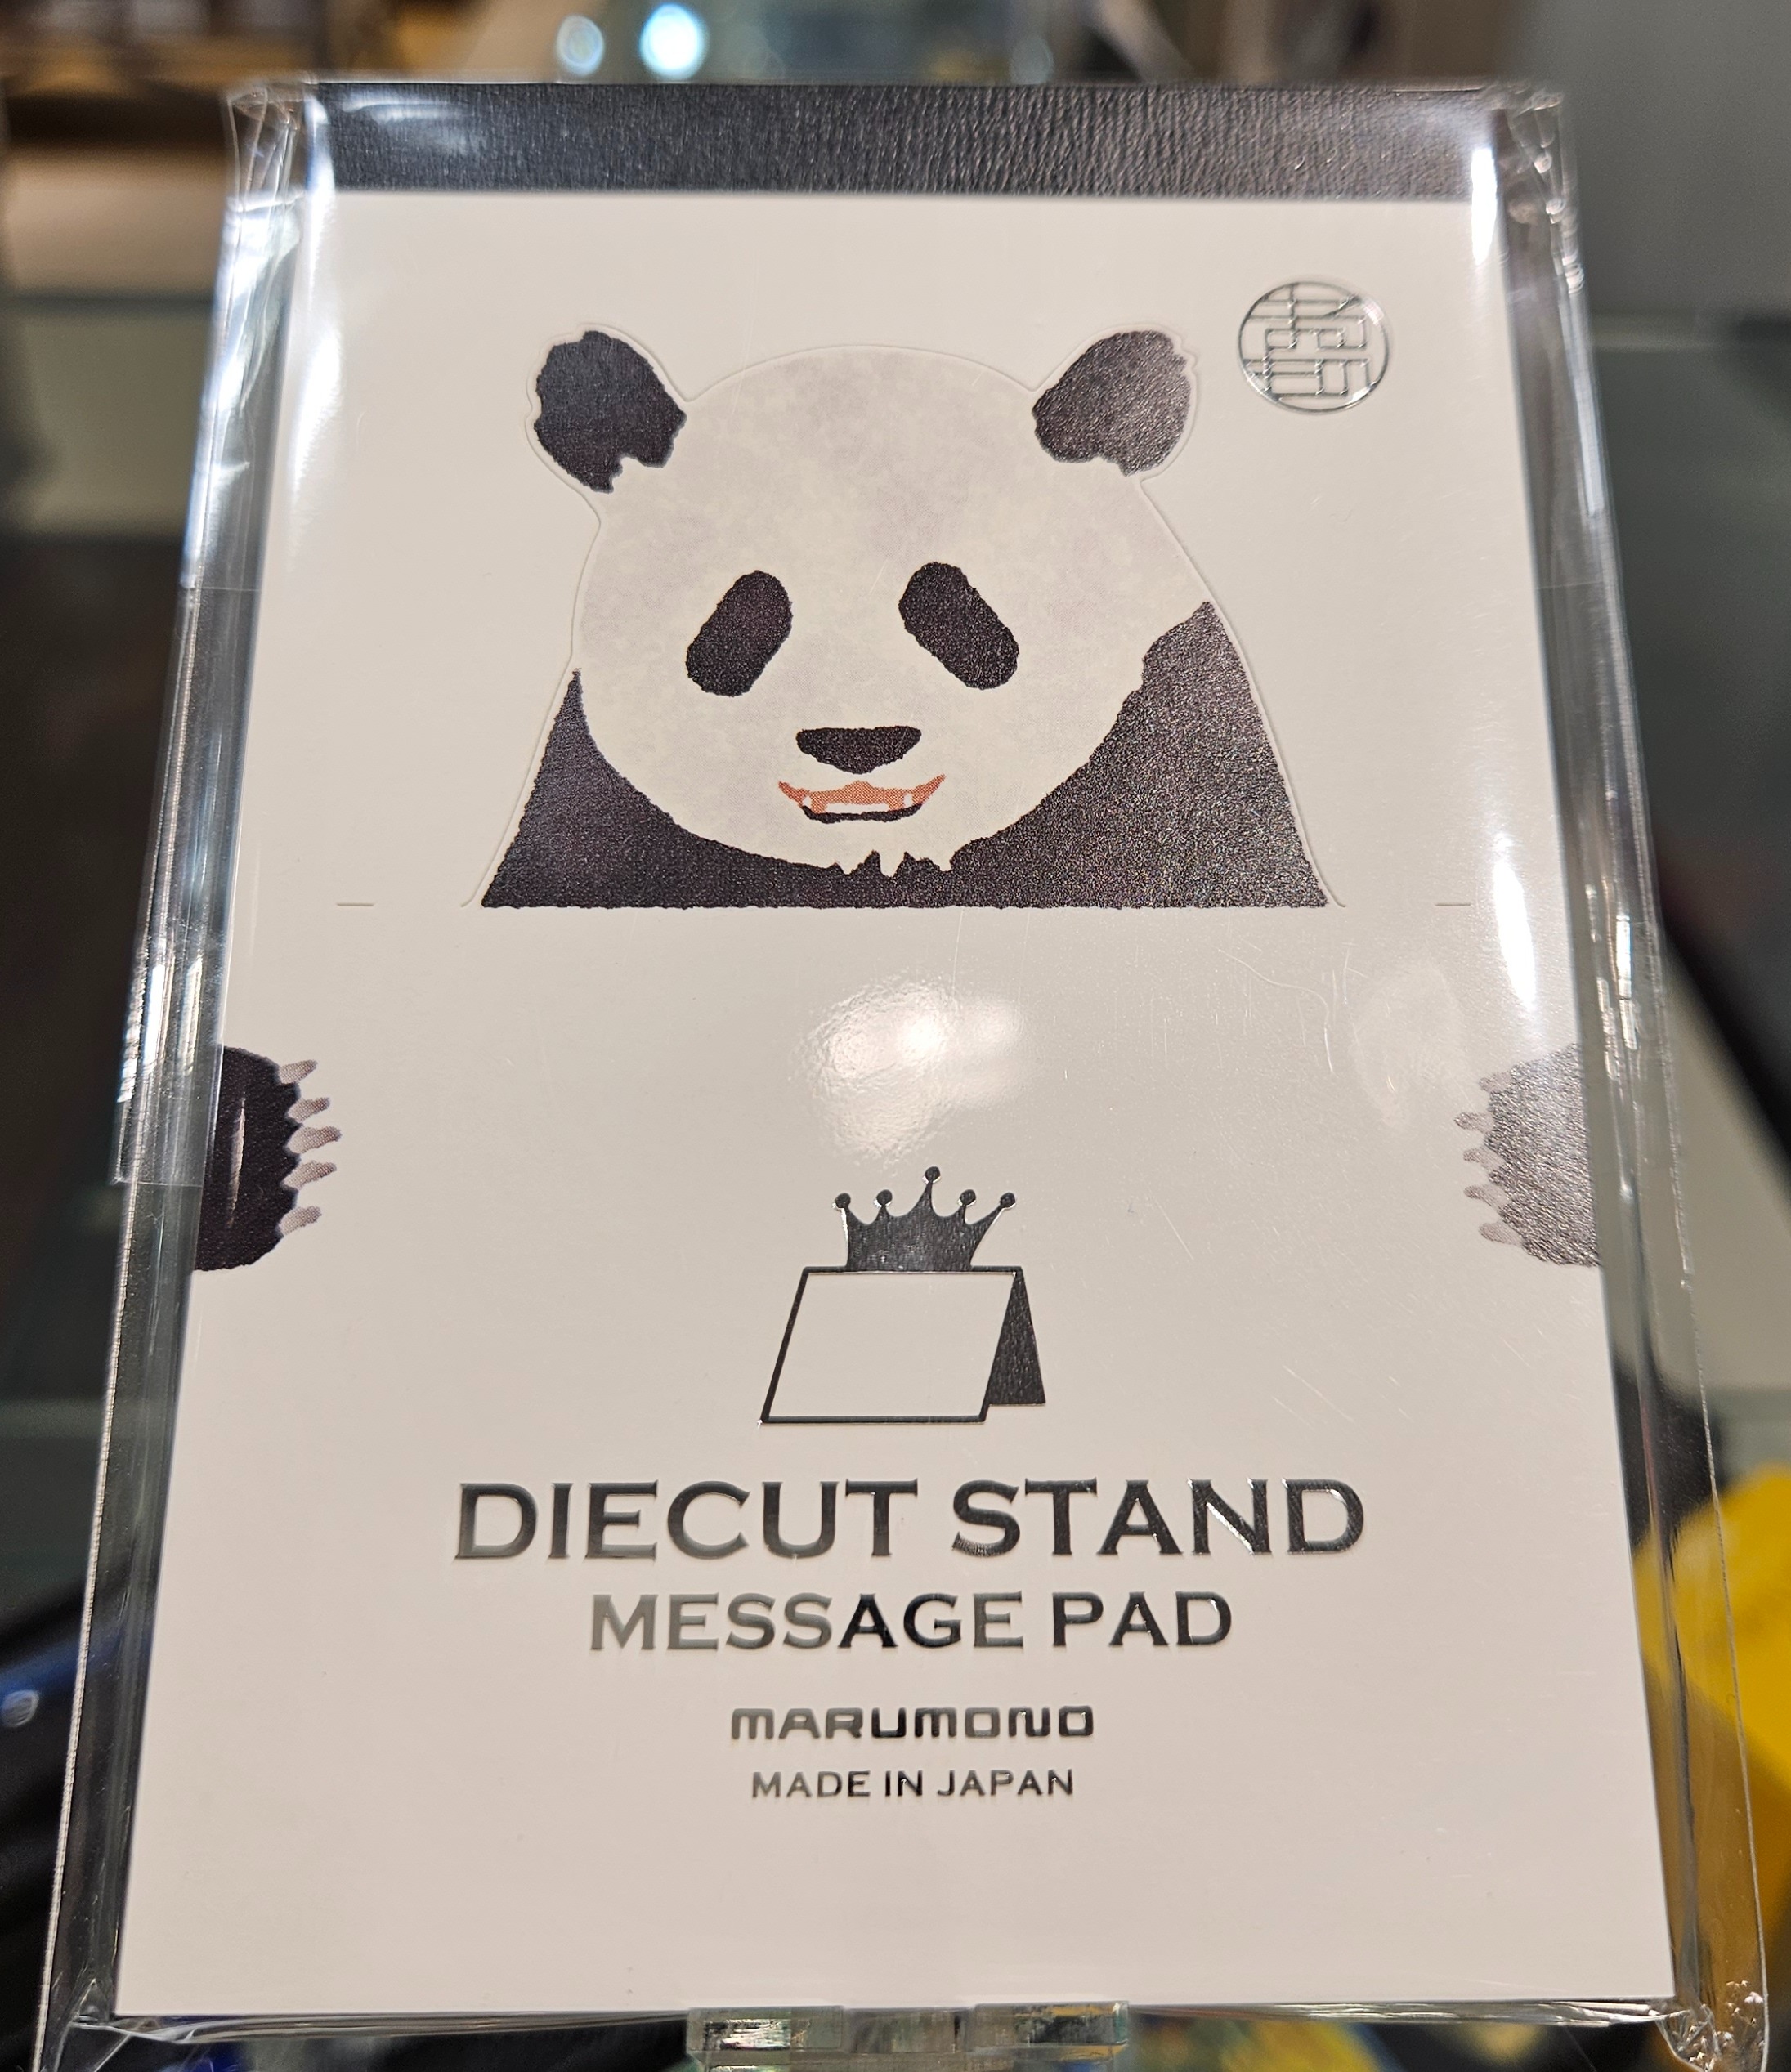 DIECUT STAND
MESSAGE PAD
MARUMONO
MADE IN JAPAN